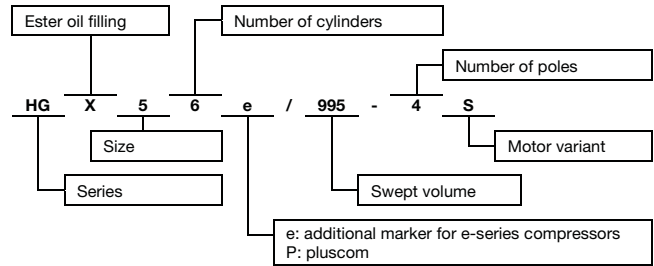 Ester oil filling
Number of cylinders
Number of poles
HG X 5 6 e / 995 - 4 S
Size
Motor variant
Series
Swept volume
e: additional marker for e-series compressors
P: pluscom